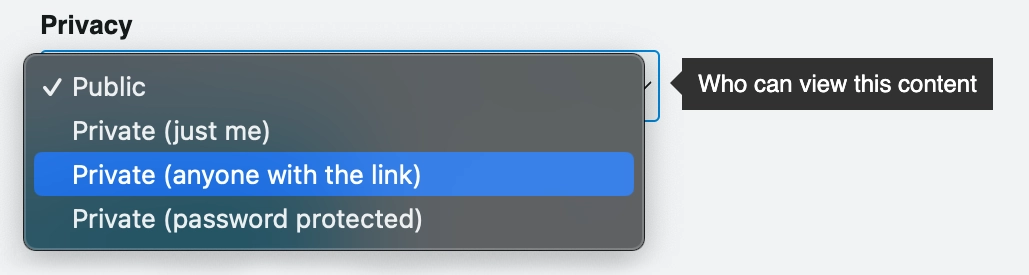 Privacy
✓ Public
Who can view this content
Private (just me)
Private (anyone with the link)
Private (password protected)